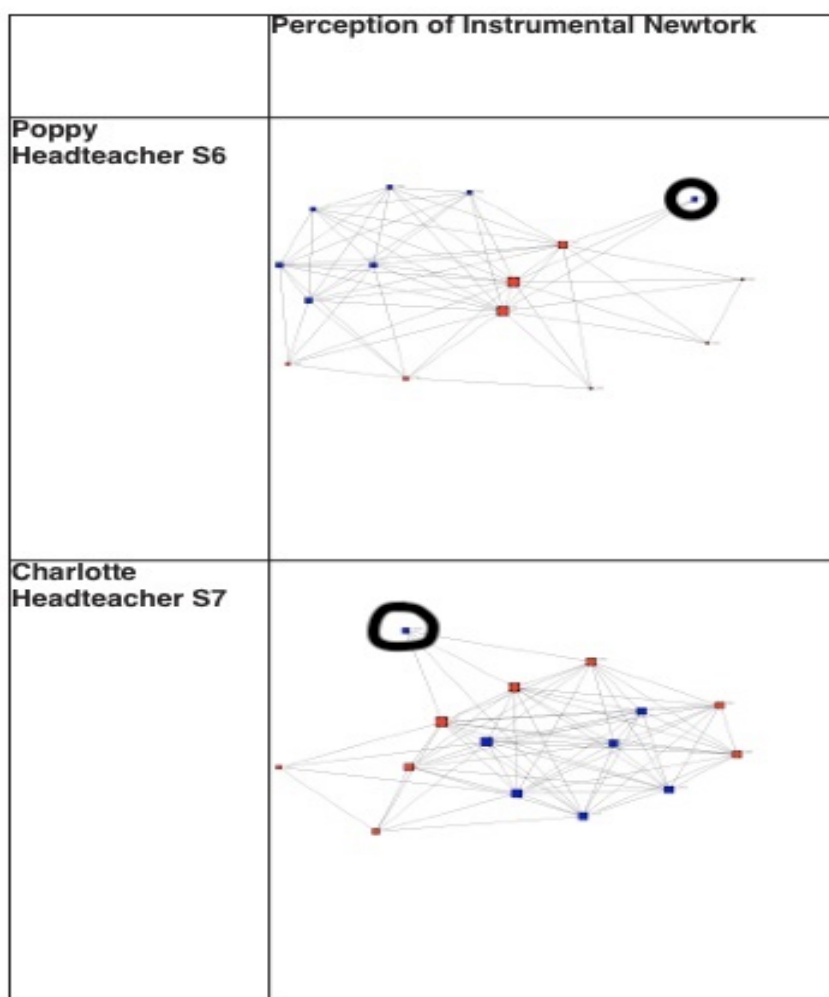 Perception of Instrumental Newtork
Poppy
Headteacher S6
Charlotte
Headteacher S7